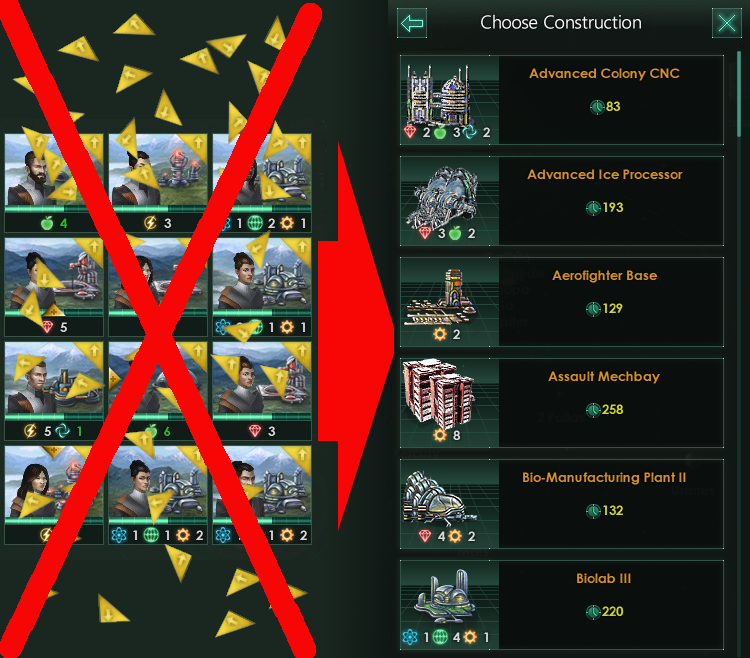 Choose Construction
Advanced Colony CNC
83
2 3 2
Advanced Ice Processor
193
3 2
Aerofighter Base
129
2
Assault Mechbay
258
8
Bio-Manufacturing Plant II
132
4 2
Biolab III
220
1 4 1
4
3
1 2 1
5
1 1
5 1
6
3
1 1 2
1 1 2